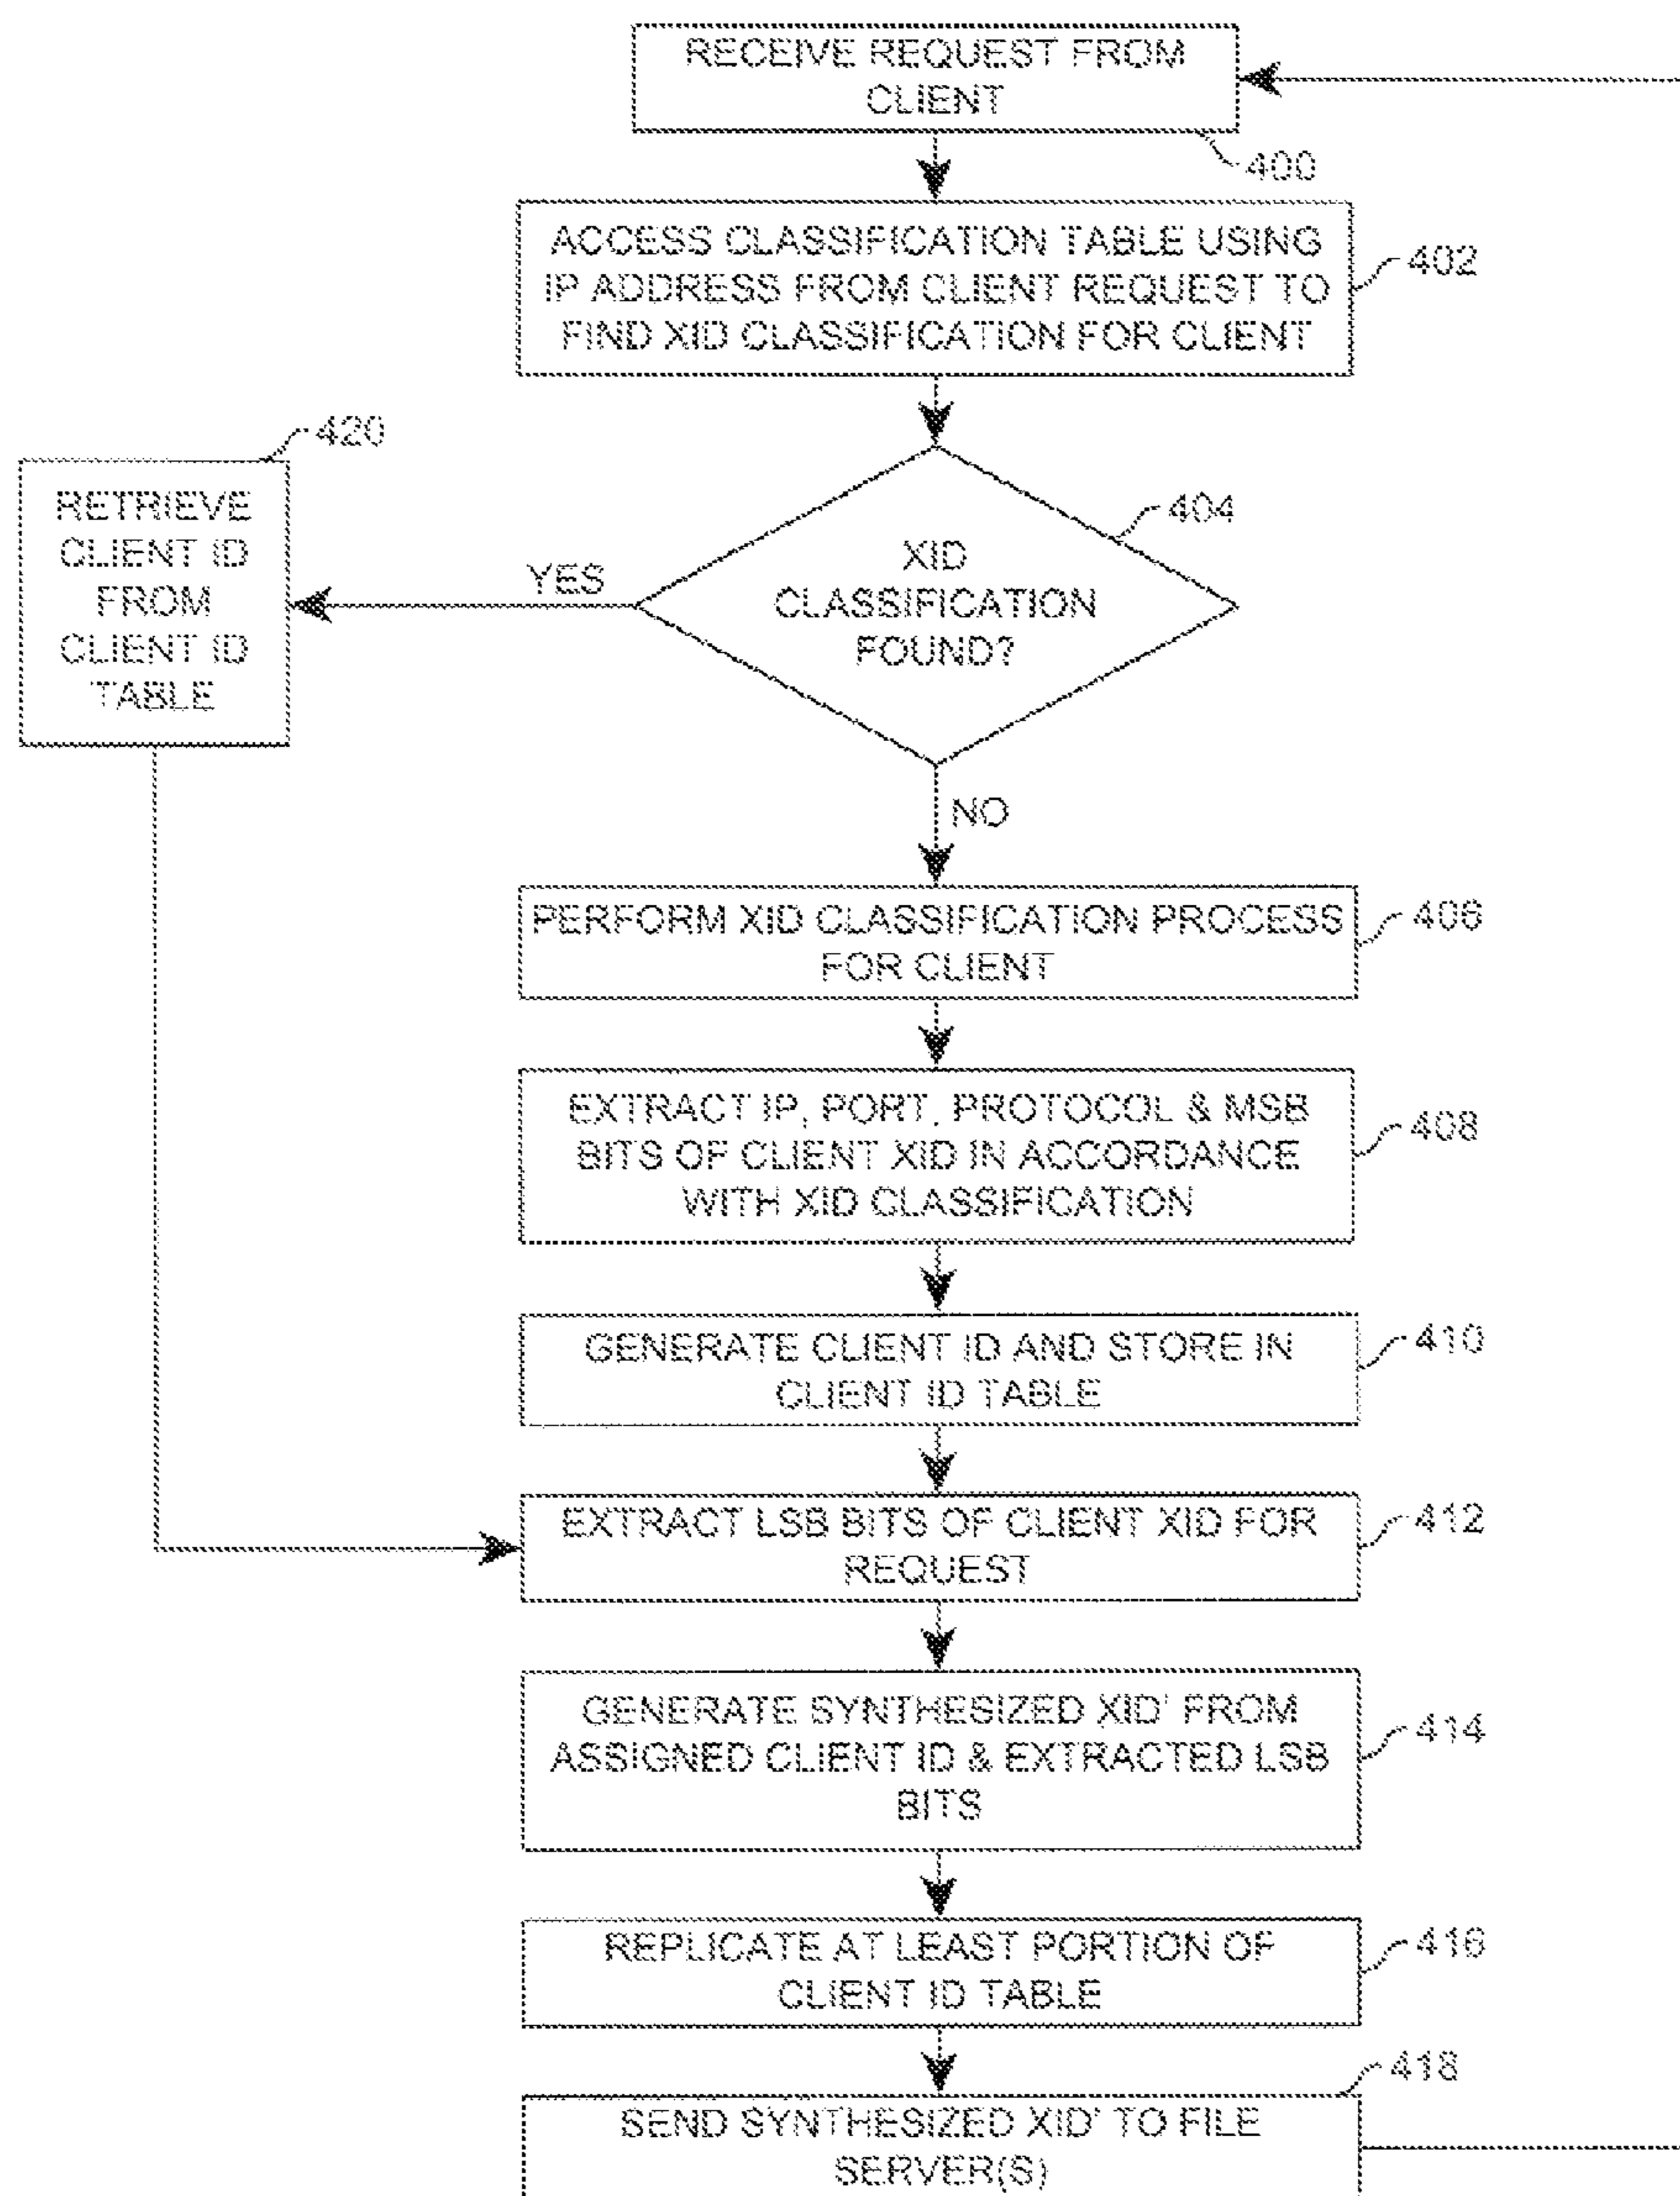 RECEIVE REQUEST FROM
CLIENT
400
ACCESS CLASSIFICATION TABLE USING
IP ADDRESS FROM CLIENT REQUEST TO
FIND XID CLASSIFICATION FOR CLIENT
402
420
RETRIEVE
CLIENT ID
FROM
CLIENT ID
TABLE
404
XID
CLASSIFICATION
FOUND?
YES
NO
PERFORM XID CLASSIFICATION PROCESS
FOR CLIENT
406
EXTRACT IP, PORT, PROTOCOL & MSB
BITS OF CLIENT XID IN ACCORDANCE
WITH XID CLASSIFICATION
408
GENERATE CLIENT ID AND STORE IN
CLIENT ID TABLE
410
EXTRACT LSB BITS OF CLIENT XID FOR
REQUEST
412
GENERATE SYNTHESIZED XID' FROM
ASSIGNED CLIENT ID & EXTRACTED LSB
BITS
414
REPLICATE AT LEAST PORTION OF
CLIENT ID TABLE
416
418
SEND SYNTHESIZED XID' TO FILE
SERVER(S)